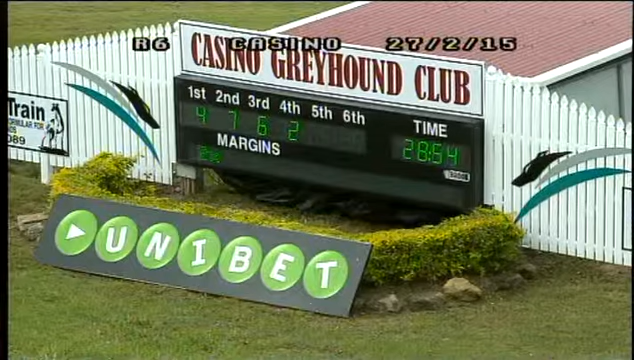 R6 CASINO 27/2/15
CASINO GREYHOUND CLUB
1st 2nd 3rd 4th 5th 6th
4 7 6 2
TIME
28:54
MARGINS
Train
089
UNIBET